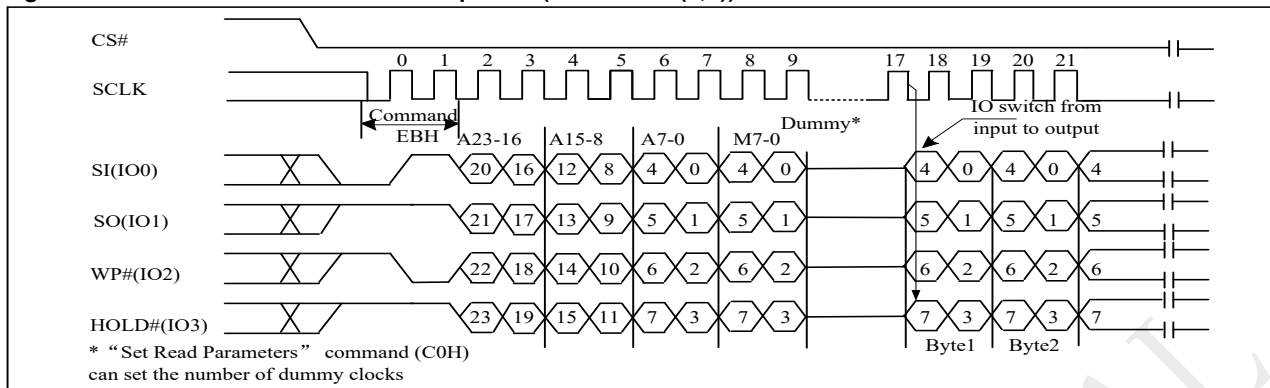 CS#
0 1 2 3 4 5 6 7 8 9 17 18 19 20 21
SCLK
Command
EBH
IO switch from
input to output
Dummy*
A23-16 A15-8 A7-0 M7-0
SI(IO0) 20 16 12 8 4 0 4 0 4 0 4 0 4
SO(IO1) 21 17 13 9 5 1 5 1 5 1 5 1 5
WP#(IO2) 22 18 14 10 6 2 6 2 6 2 6 2 6
HOLD#(IO3) 23 19 15 11 7 3 7 3 7 3 7 3 7
Byte1 Byte2
* “Set Read Parameters” command (C0H)
can set the number of dummy clocks